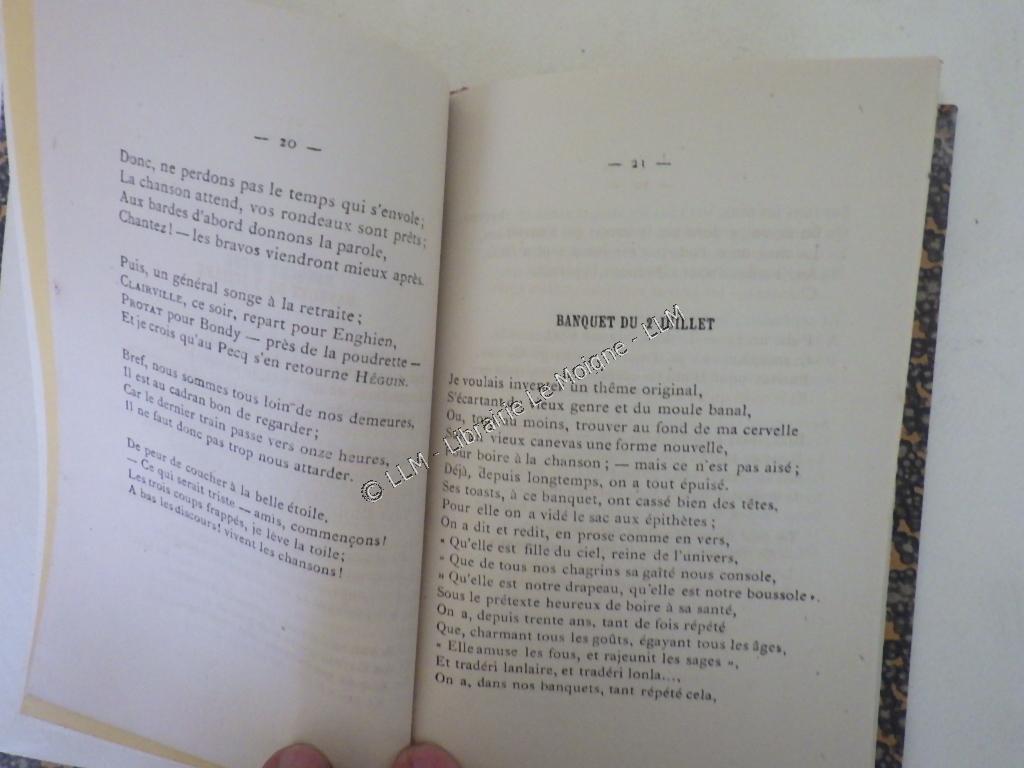 — 20 —
Donc, ne perdons pas le temps qui s'envole;
La chanson attend, vos rondeaux sont prêts;
Aux bardes d'abord donnons la parole,
Chantez! — les bravos viendront mieux après.
Puis, un général songe à la retraite;
CLAIRVILLE, ce soir, repart pour Enghien,
PROTAT pour Bondy — près de la poudrette —
Et je crois qu'au Pecq s'en retourne HÉGUIN.
Bref, nous sommes tous loin de nos demeures,
Il est au cadran bon de regarder;
Car le dernier train passe vers onze heures,
Il ne faut donc pas trop nous attarder.
De peur de coucher à la belle étoile,
— Ce qui serait triste — amis, commençons!
Les trois coups frappés, je lève la toile;
A bas les discours! vivent les chansons!
— 21 —
BANQUET DU 2 JUILLET
Je voulais inventer un thême original,
S'écartant du vieux genre et du moule banal,
Ou, tout au moins, trouver au fond de ma cervelle
vieux canevas une forme nouvelle,
Pour boire à la chanson; — mais ce n'est pas aisé;
Déjà, depuis longtemps, on a tout épuisé.
Ses toasts, à ce banquet, ont cassé bien des têtes,
Pour elle on a vidé le sac aux épithètes;
On a dit et redit, en prose comme en vers,
« Qu'elle est fille du ciel, reine de l'univers,
« Que de tous nos chagrins sa gaîté nous console,
« Qu'elle est notre drapeau, qu'elle est notre boussole ».
Sous le prétexte heureux de boire à sa santé,
On a, depuis trente ans, tant de fois répété
Que, charmant tous les goûts, égayant tous les âges,
« Elle amuse les fous, et rajeunit les sages »,
Et tradéri lanlaire, et tradéri lonla...,
On a, dans nos banquets, tant répété cela,
© LLM - Librairie Le Moigne - LLM